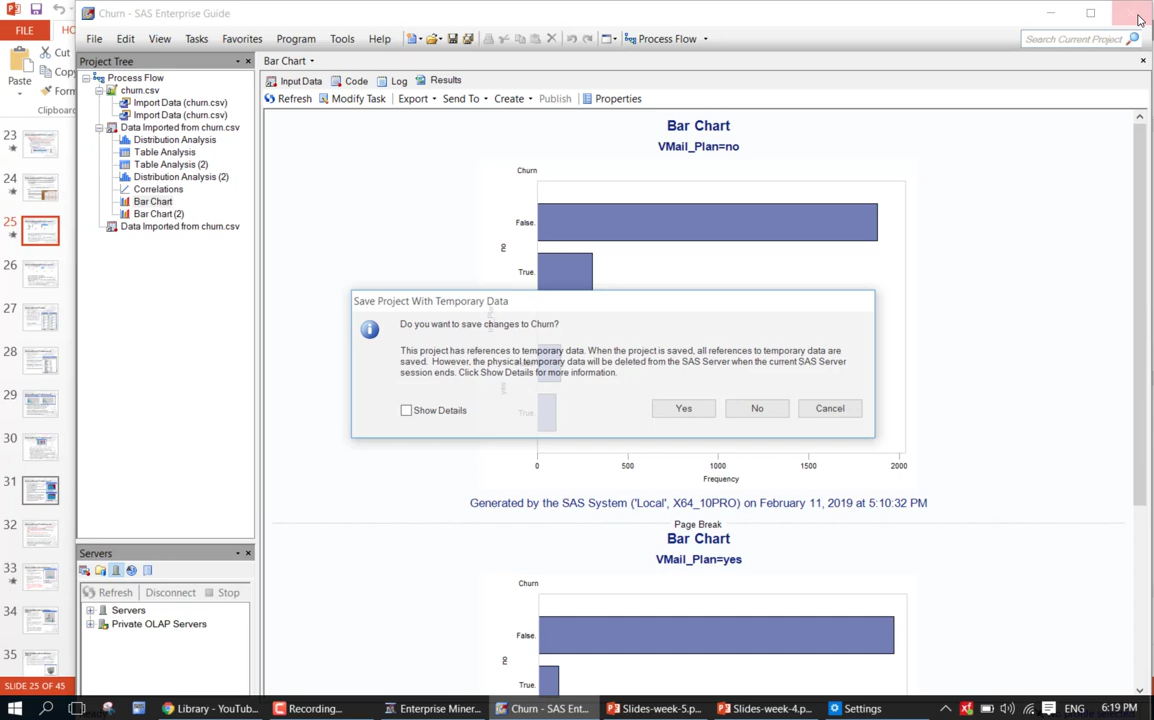 Churn - SAS Enterprise Guide
FILE
HO
File Edit View Tasks Favorites Program Tools Help
Process Flow
Search Current Project
Cut
Copy
Paste
Form
Clipboard
Project Tree
Process Flow
churn.csv
Import Data (churn.csv)
Import Data (churn.csv)
Data Imported from churn.csv
Distribution Analysis
Table Analysis
Table Analysis (2)
Distribution Analysis (2)
Correlations
Bar Chart
Bar Chart (2)
Data Imported from churn.csv
Bar Chart
Input Data Code Log Results
Refresh Modify Task Export Send To Create Publish Properties
Bar Chart
VMail_Plan=no
Churn
False.
no
True.
Save Project With Temporary Data
Do you want to save changes to Churn?
This project has references to temporary data. When the project is saved, all references to temporary data are
saved. However, the physical temporary data will be deleted from the SAS Server when the current SAS Server
session ends. Click Show Details for more information.
Show Details
Yes
No
Cancel
yes
True.
0 500 1000 1500 2000
Frequency
Generated by the SAS System ('Local', X64_10PRO) on February 11, 2019 at 5:10:32 PM
Page Break
Bar Chart
VMail_Plan=yes
Churn
False.
no
True.
Servers
Refresh Disconnect Stop
Servers
Private OLAP Servers
23
24
25
26
27
28
29
30
31
32
33
34
35
SLIDE 25 OF 45
Library - YouTub...
Recording...
Enterprise Miner...
Churn - SAS Ent...
Slides-week-5.p...
Slides-week-4.p...
Settings
ENG
6:19 PM